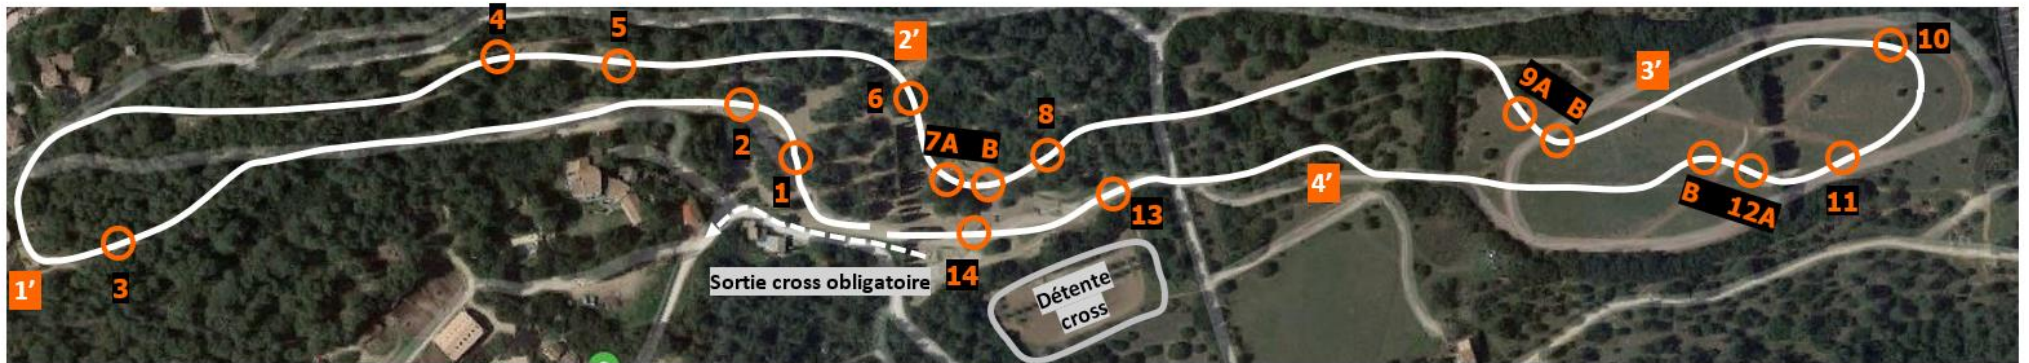 4
5
2’
10
3’
9A B
6
8
7A B
2
1
4’
B 12A
11
13
14
1’
3
Sortie cross obligatoire
Détente
cross